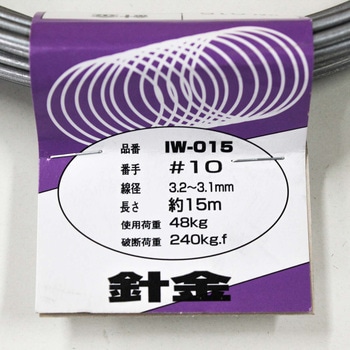 品番 IW-015
番手 #10
線径 3.2~3.1mm
長さ 約15m
使用荷重 48kg
破断荷重 240kg.f
針金